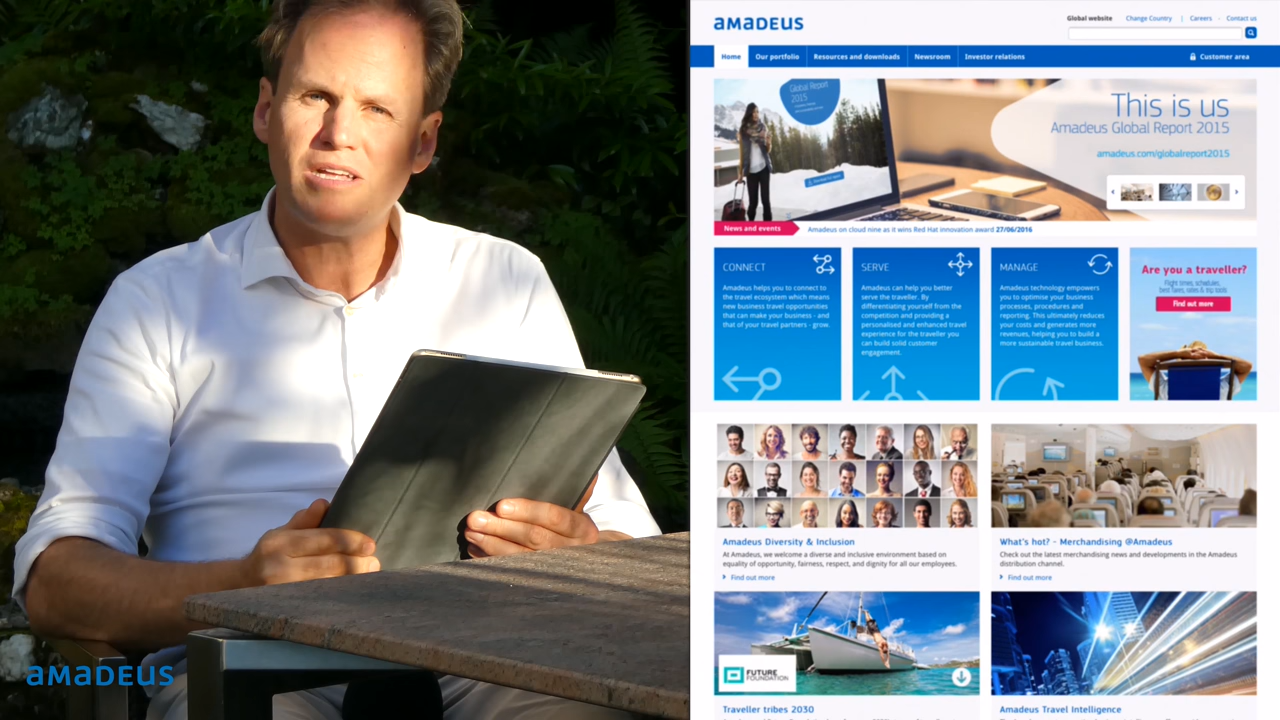 amadeus
amadeus
Global website
Change Country
|
Careers
-
Contact us
Home
Our portfolio
Resources and downloads
Newsroom
Investor relations
Customer area
Global Report
2015
This is us
Amadeus Global Report 2015
amadeus.com/globalreport2015
News and events
Amadeus on cloud nine as it wins Red Hat innovation award 27/06/2016
CONNECT
Amadeus helps you to connect to
the travel ecosystem which means
new business travel opportunities
that can make your business - and
that of your travel partners - grow.
SERVE
Amadeus can help you better
serve the traveller. By
differentiating yourself from the
competition and providing a
personalised and enhanced travel
experience for the traveller you
can build solid customer
engagement.
MANAGE
Amadeus technology empowers
you to optimise your business
processes, procedures and
reporting. This ultimately reduces
your costs and generates more
revenues, helping you to build a
more sustainable travel business.
Are you a traveller?
Flight times, schedules,
best fares, rates & trip tools
Find out more
Amadeus Diversity & Inclusion
At Amadeus, we welcome a diverse and inclusive environment based on
equality of opportunity, fairness, respect, and dignity for all our employees.
Find out more
What's hot? - Merchandising @Amadeus
Check out the latest merchandising news and developments in the Amadeus
distribution channel.
Find out more
FUTURE
FOUNDATION
Traveller tribes 2030
Amadeus Travel Intelligence